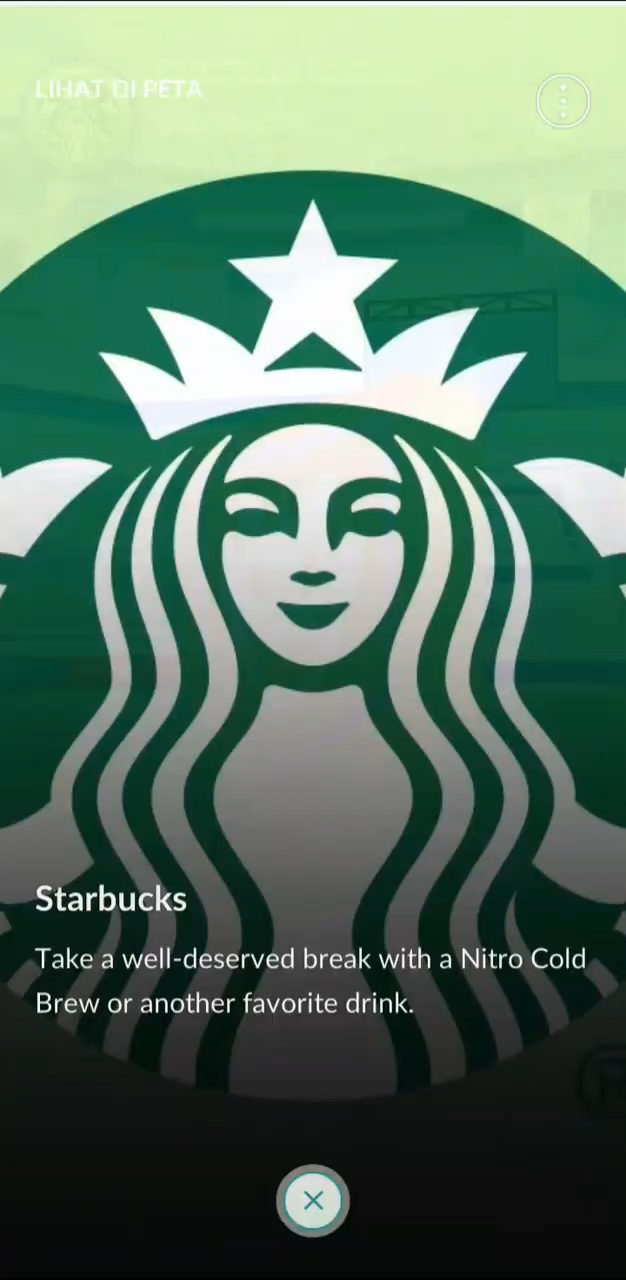 LIHAT DI PETA
Starbucks
Take a well-deserved break with a Nitro Cold
Brew or another favorite drink.